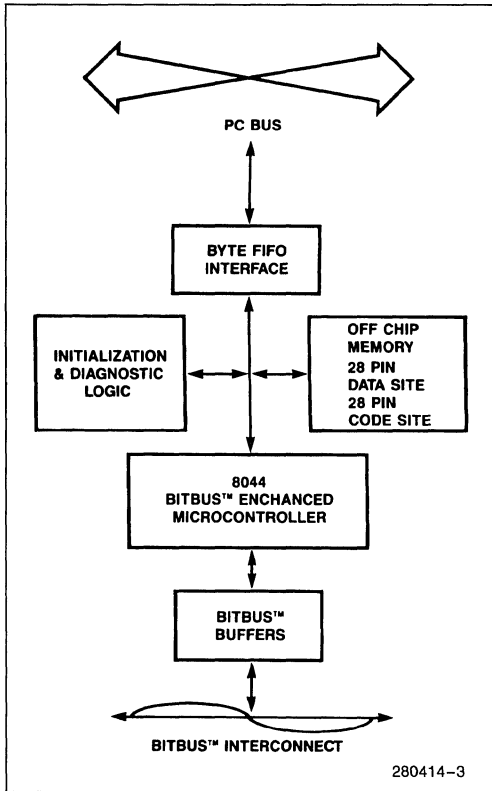 PC BUS
BYTE FIFO
INTERFACE
INITIALIZATION
& DIAGNOSTIC
LOGIC
OFF CHIP
MEMORY
28 PIN
DATA SITE
28 PIN
CODE SITE
8044
BITBUS™ ENCHANCED
MICROCONTROLLER
BITBUS™
BUFFERS
BITBUS™ INTERCONNECT
280414–3